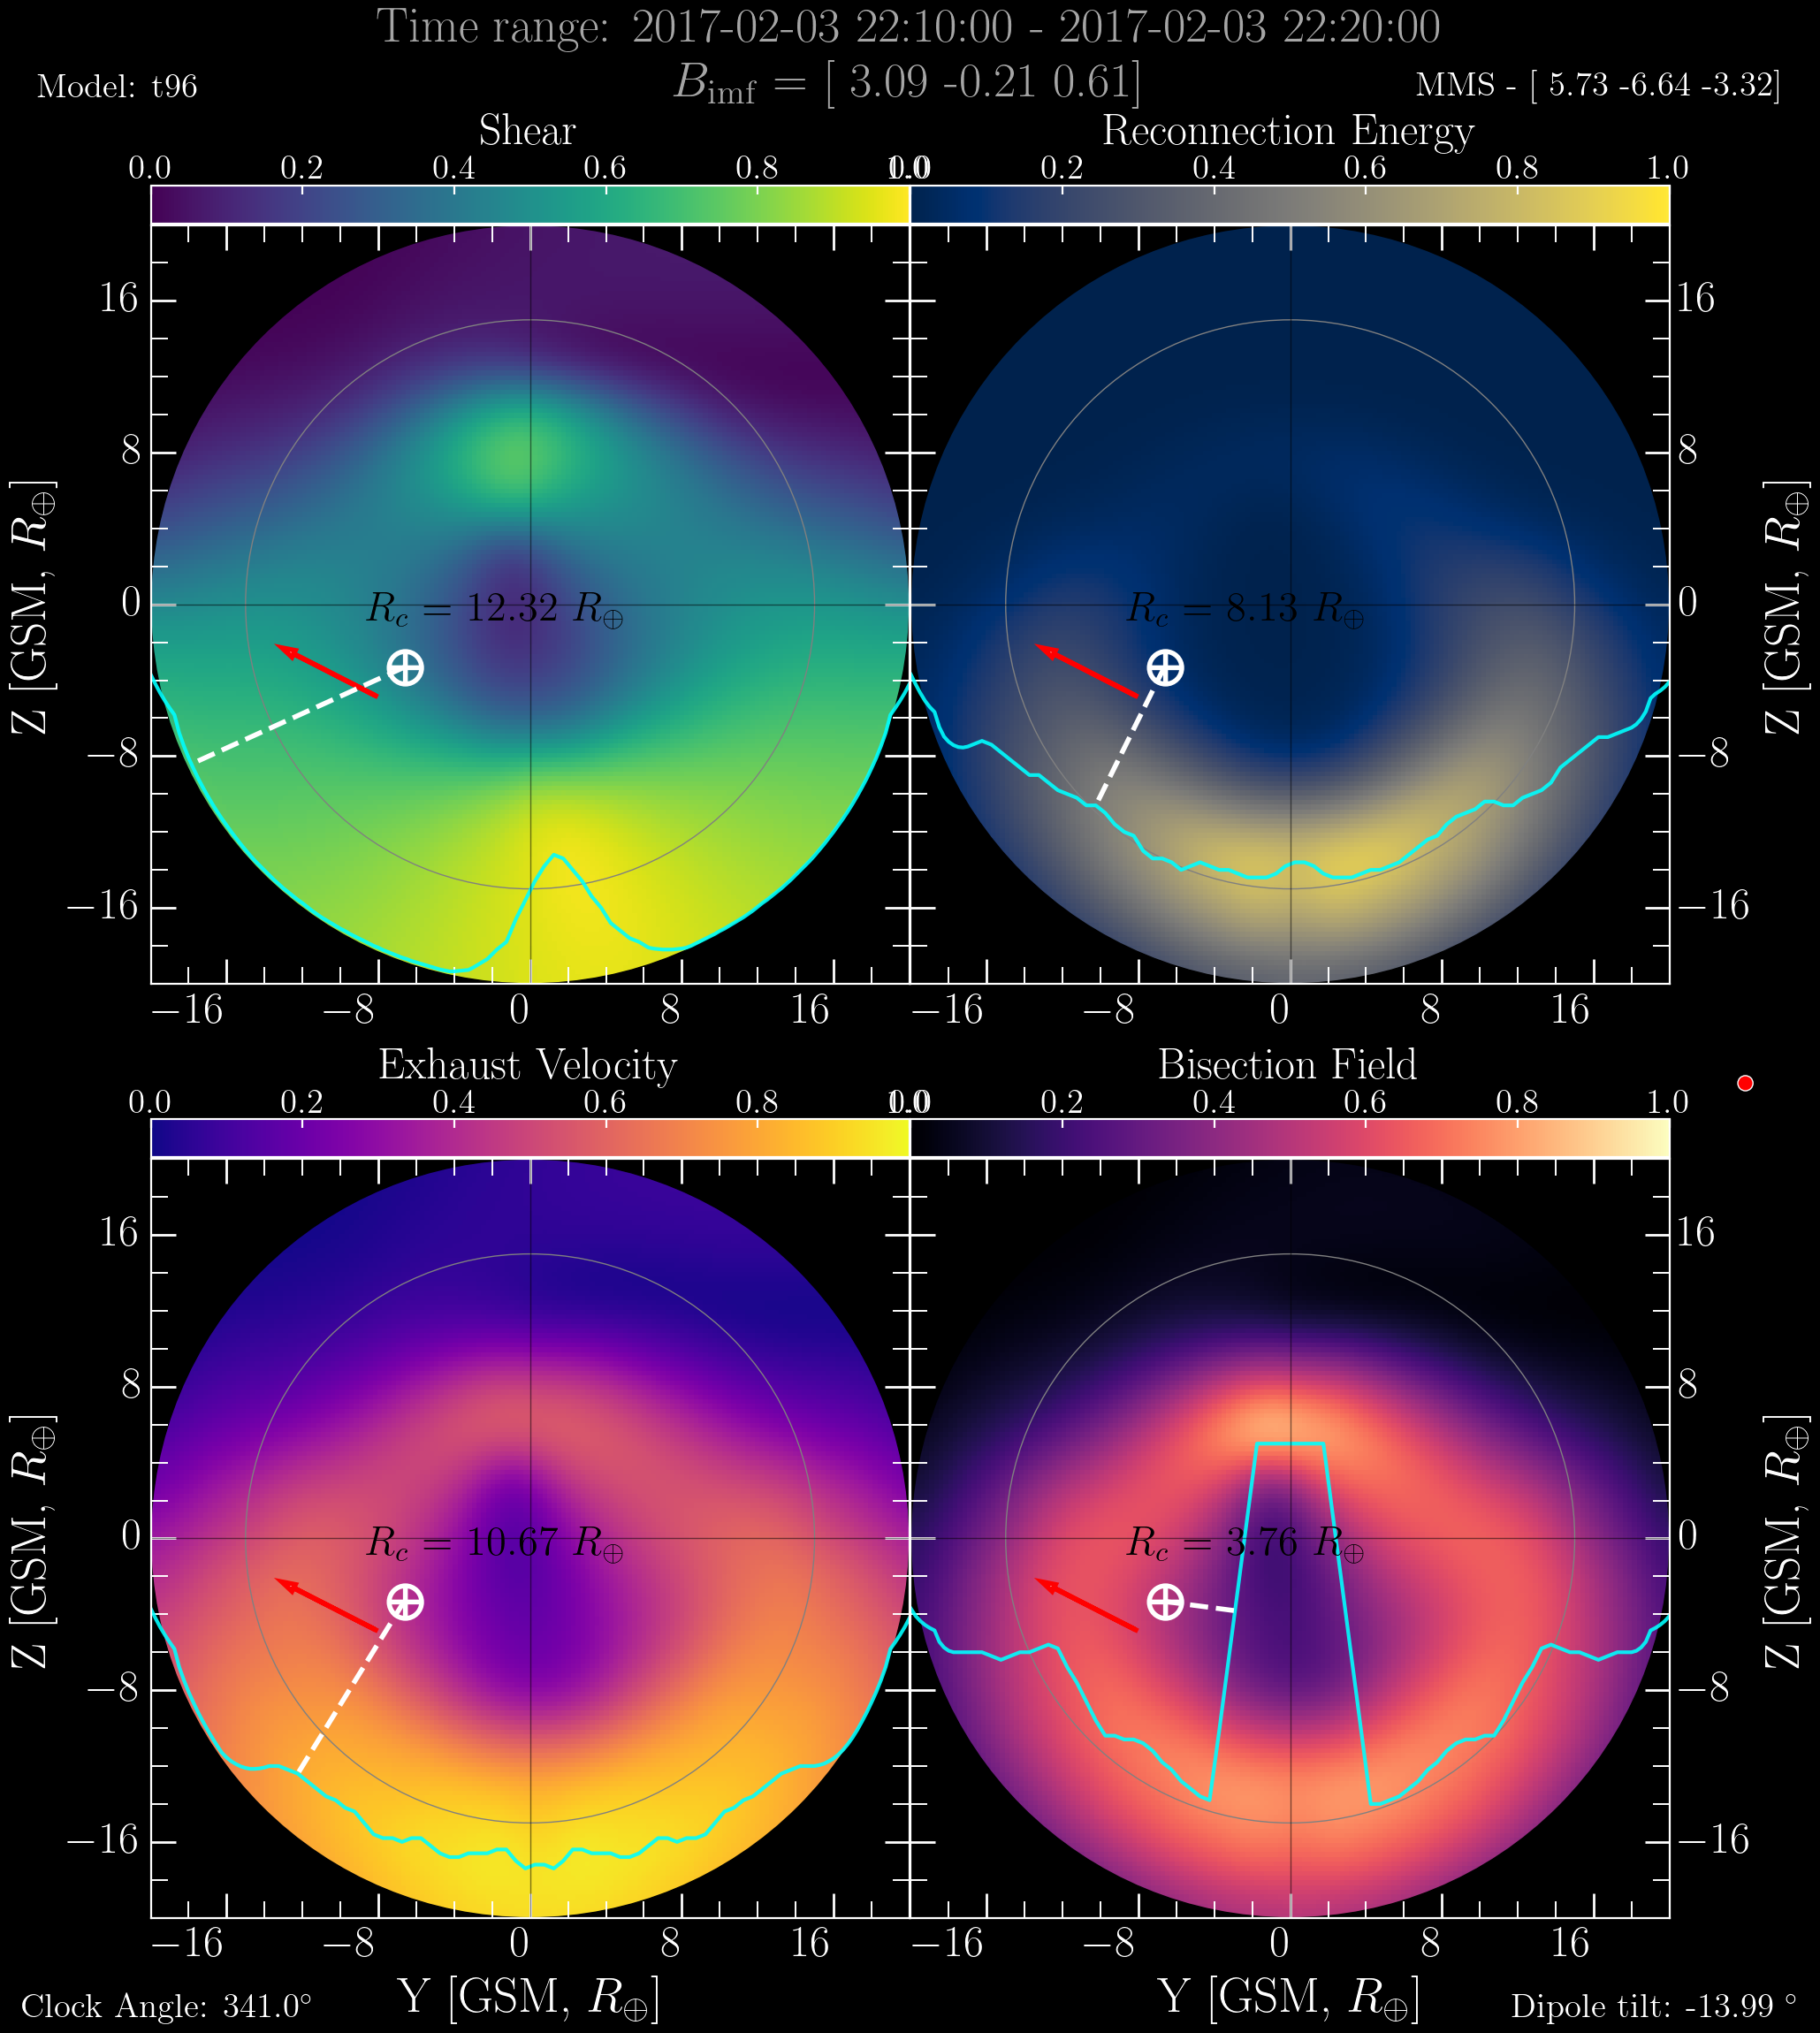 Time range: 2017-02-03 22:10:00 - 2017-02-03 22:20:00
Model: t96
B_imf = [ 3.09 -0.21 0.61]
MMS - [ 5.73 -6.64 -3.32]
Shear
Reconnection Energy
0.0 0.2 0.4 0.6 0.8 1.0
0.0 0.2 0.4 0.6 0.8 1.0
16
8
0
−8
−16
Z [GSM, R⊕]
R_c = 12.32 R⊕
R_c = 8.13 R⊕
16
8
0
−8
−16
Z [GSM, R⊕]
−16 −8 0 8 16
−16 −8 0 8 16
Exhaust Velocity
Bisection Field
0.0 0.2 0.4 0.6 0.8 1.0
0.0 0.2 0.4 0.6 0.8 1.0
16
8
0
−8
−16
Z [GSM, R⊕]
R_c = 10.67 R⊕
R_c = 3.76 R⊕
16
8
0
−8
−16
Z [GSM, R⊕]
−16 −8 0 8 16
−16 −8 0 8 16
Y [GSM, R⊕]
Y [GSM, R⊕]
Clock Angle: 341.0°
Dipole tilt: -13.99 °